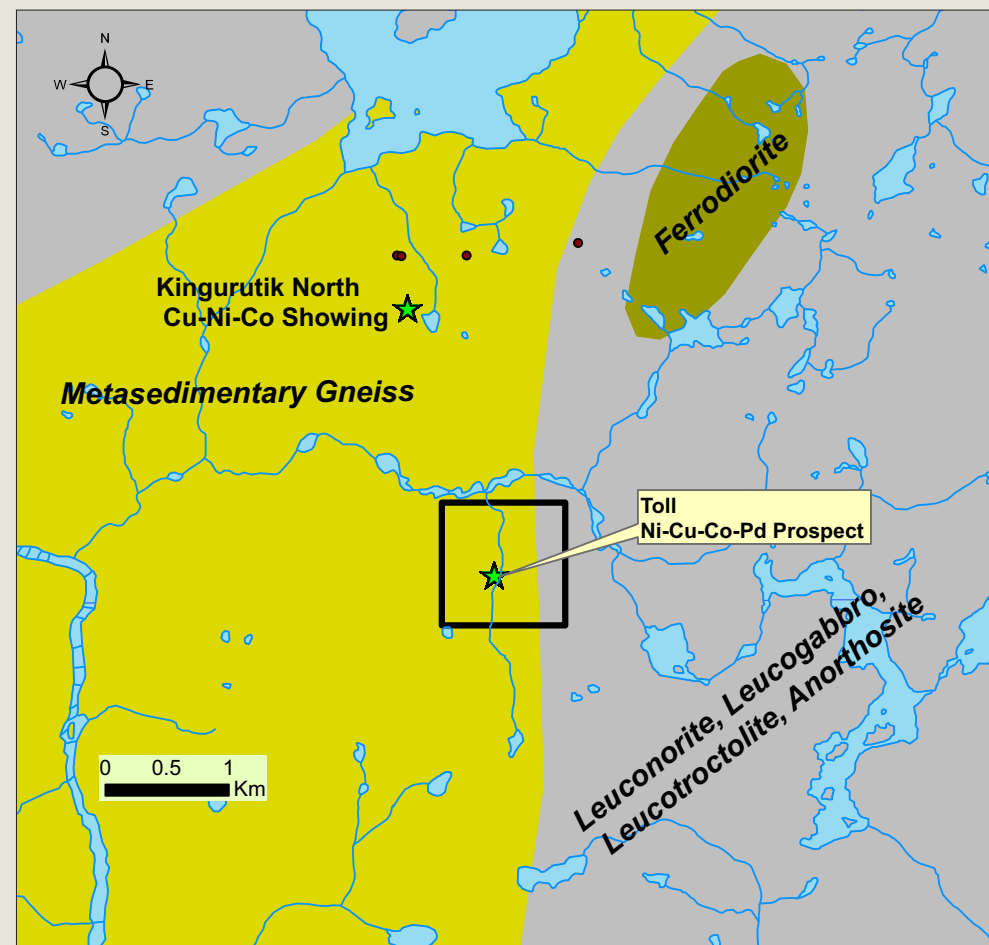 N
W
E
S
Ferrodiorite
Kingurutik North
Cu-Ni-Co Showing
Metasedimentary Gneiss
Toll
Ni-Cu-Co-Pd Prospect
Leuconorite, Leucogabbro,
Leucotroctolite, Anorthosite
0 0.5 1
Km